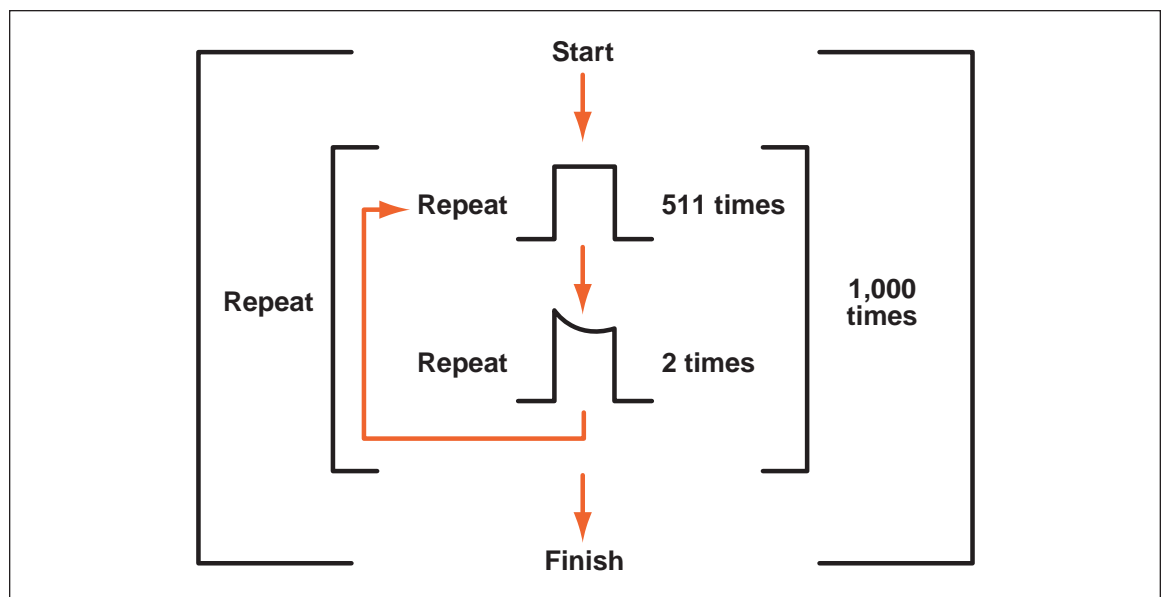 Start
Repeat
511 times
Repeat
1,000
times
Repeat
2 times
Finish